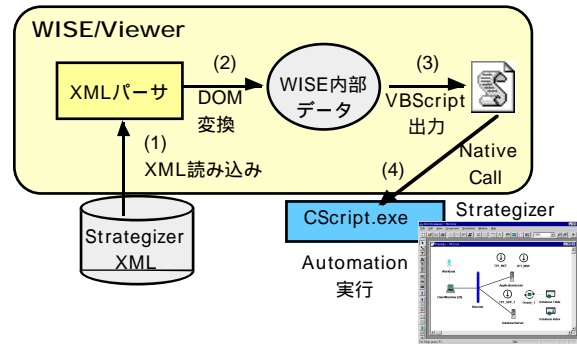 WISE/Viewer
XMLパーサ
(2)
DOM
変換
WISE内部
データ
(3)
VBScript
出力
(1)
XML読み込み
(4)
Native
Call
Strategizer
XML
CScript.exe
Strategizer
Automation
実行